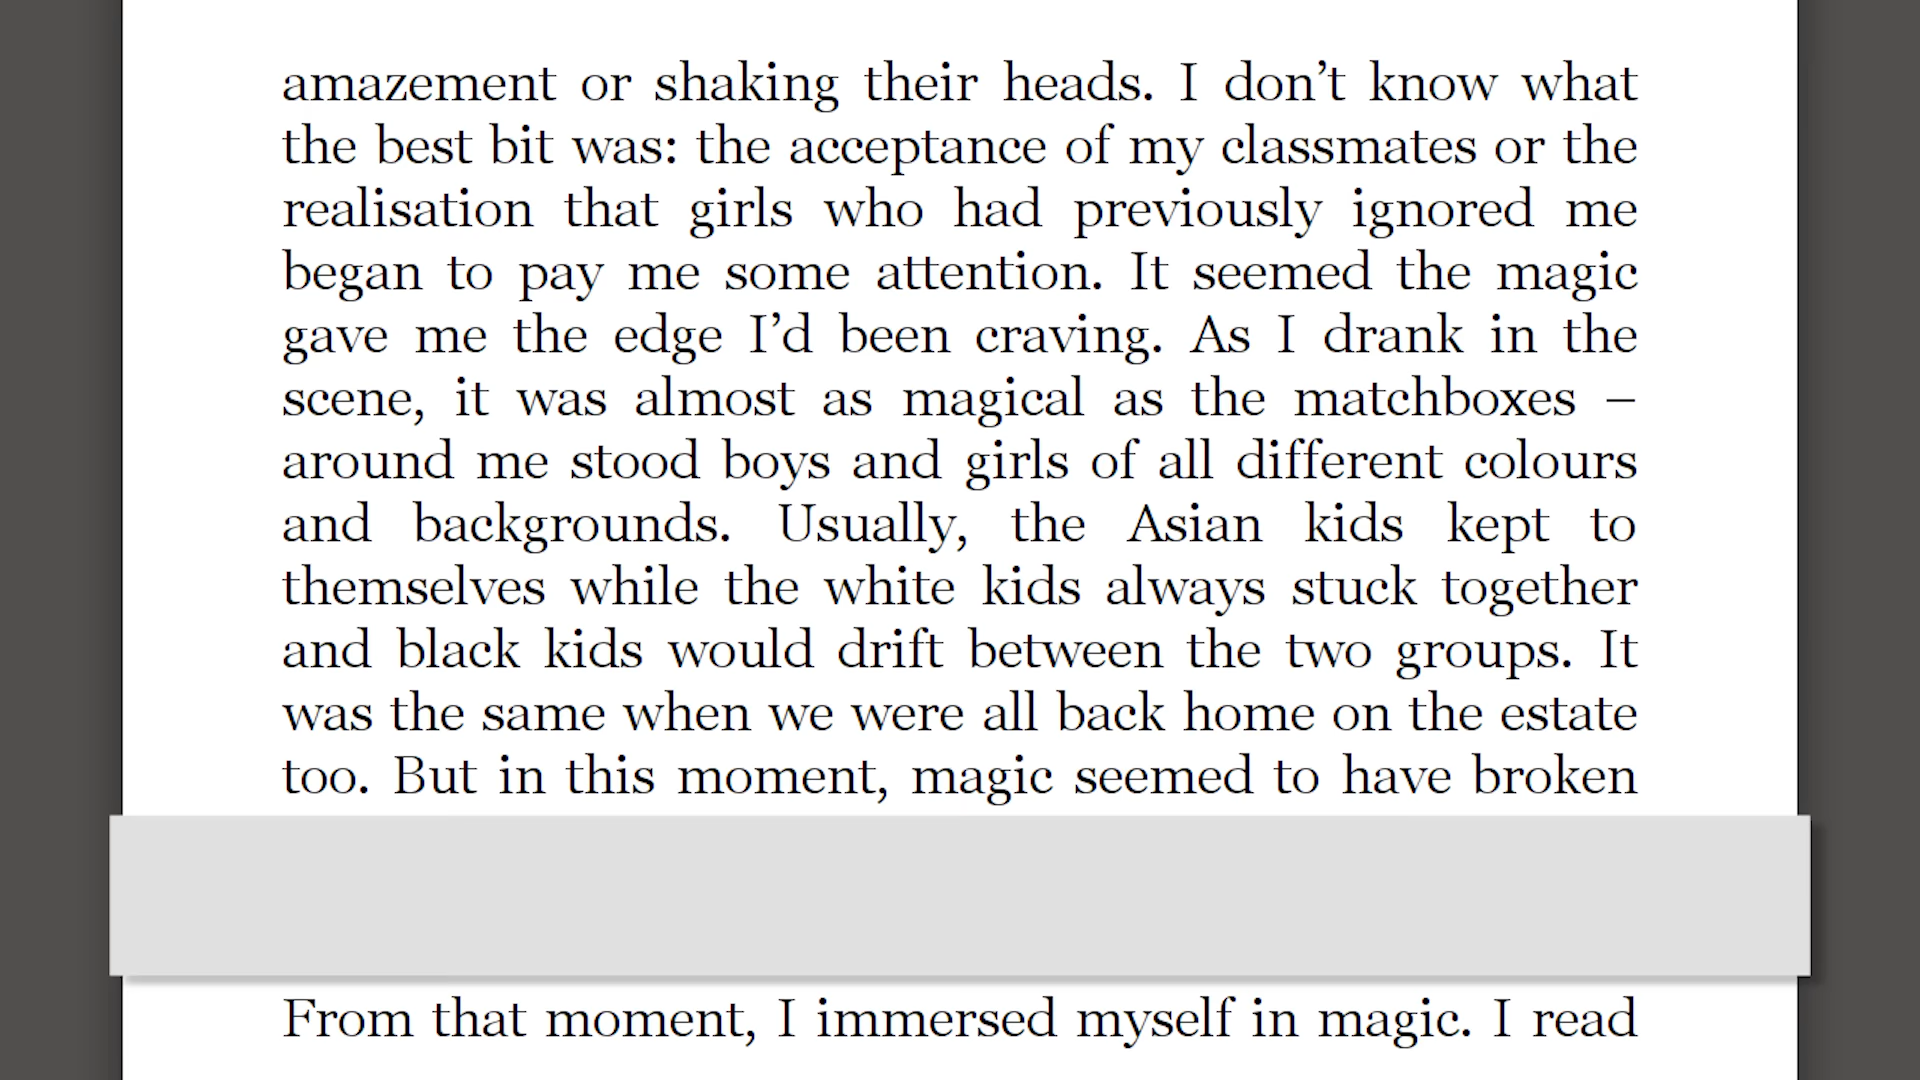 amazement or shaking their heads. I don’t know what
the best bit was: the acceptance of my classmates or the
realisation that girls who had previously ignored me
began to pay me some attention. It seemed the magic
gave me the edge I’d been craving. As I drank in the
scene, it was almost as magical as the matchboxes –
around me stood boys and girls of all different colours
and backgrounds. Usually, the Asian kids kept to
themselves while the white kids always stuck together
and black kids would drift between the two groups. It
was the same when we were all back home on the estate
too. But in this moment, magic seemed to have broken
From that moment, I immersed myself in magic. I read